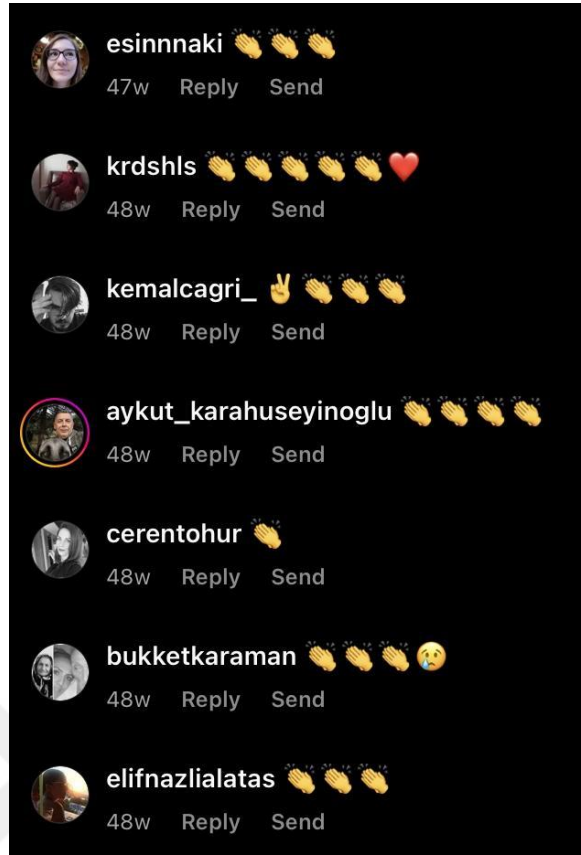 esinnnaki 👏👏👏
47w Reply Send
krdshls 👏👏👏👏👏❤️
48w Reply Send
kemalcagri_ ✌️👏👏👏
48w Reply Send
aykut_karahuseyinoglu 👏👏👏👏
48w Reply Send
cerentohur 👏
48w Reply Send
bukketkaraman 👏👏👏😢
48w Reply Send
elifnazlialatas 👏👏👏
48w Reply Send